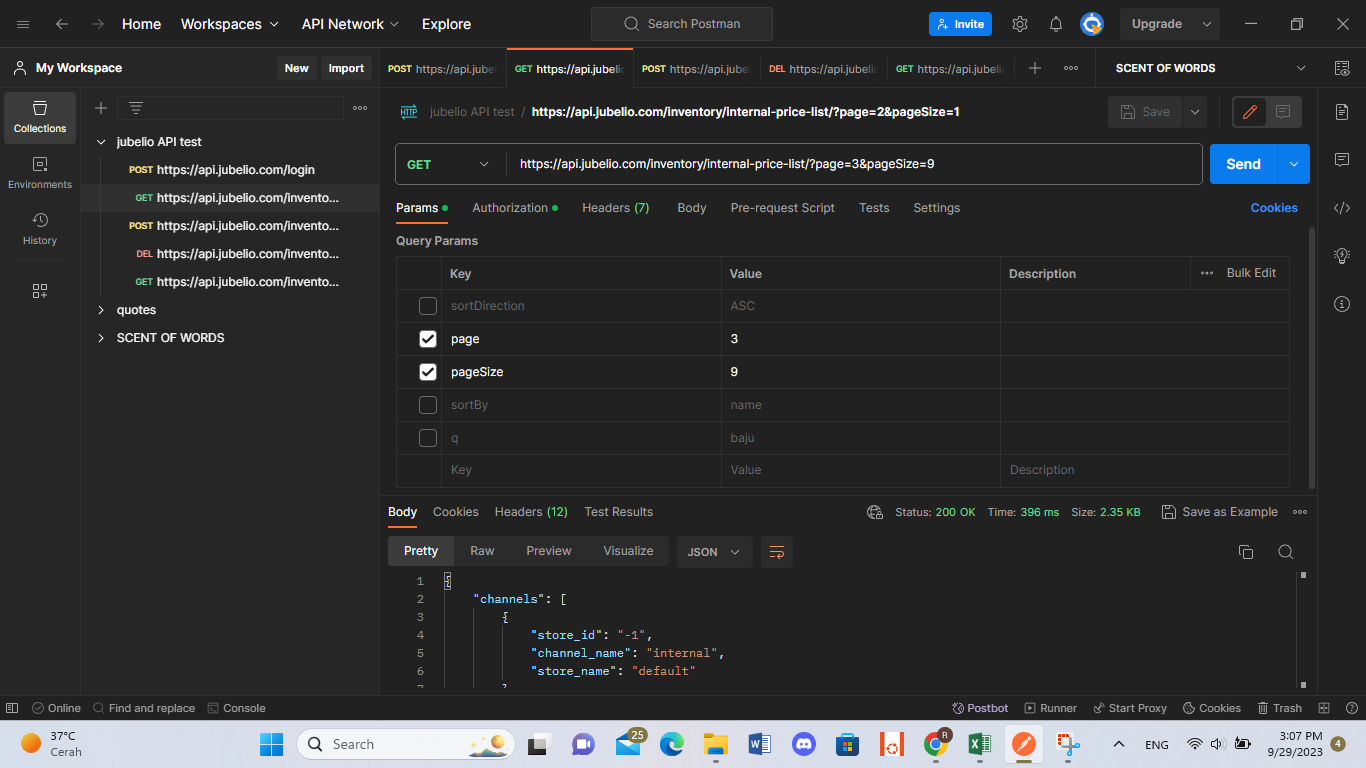 Home Workspaces API Network Explore Search Postman Invite Upgrade
My Workspace New Import POST https://api.jubel GET https://api.jubeli POST https://api.jubel DEL https://api.jubeli GET https://api.jubeli SCENT OF WORDS
Collections
Environments
History
jubelio API test
POST https://api.jubelio.com/login
GET https://api.jubelio.com/invento...
POST https://api.jubelio.com/invento...
DEL https://api.jubelio.com/invento...
GET https://api.jubelio.com/invento...
quotes
SCENT OF WORDS
HTTP jubelio API test / https://api.jubelio.com/inventory/internal-price-list/?page=2&pageSize=1 Save
GET https://api.jubelio.com/inventory/internal-price-list/?page=3&pageSize=9 Send
Params Authorization Headers (7) Body Pre-request Script Tests Settings Cookies
Query Params
Key Value Description Bulk Edit
sortDirection ASC
page 3
pageSize 9
sortBy name
q baju
Key Value Description
Body Cookies Headers (12) Test Results Status: 200 OK Time: 396 ms Size: 2.35 KB Save as Example
Pretty Raw Preview Visualize JSON
1 {
2 "channels": [
3 {
4 "store_id": "-1",
5 "channel_name": "internal",
6 "store_name": "default"
7 }
Online Find and replace Console Postbot Runner Start Proxy Cookies Trash
37°C
Cerah
Search 25 R ENG 3:07 PM
9/29/2023 4